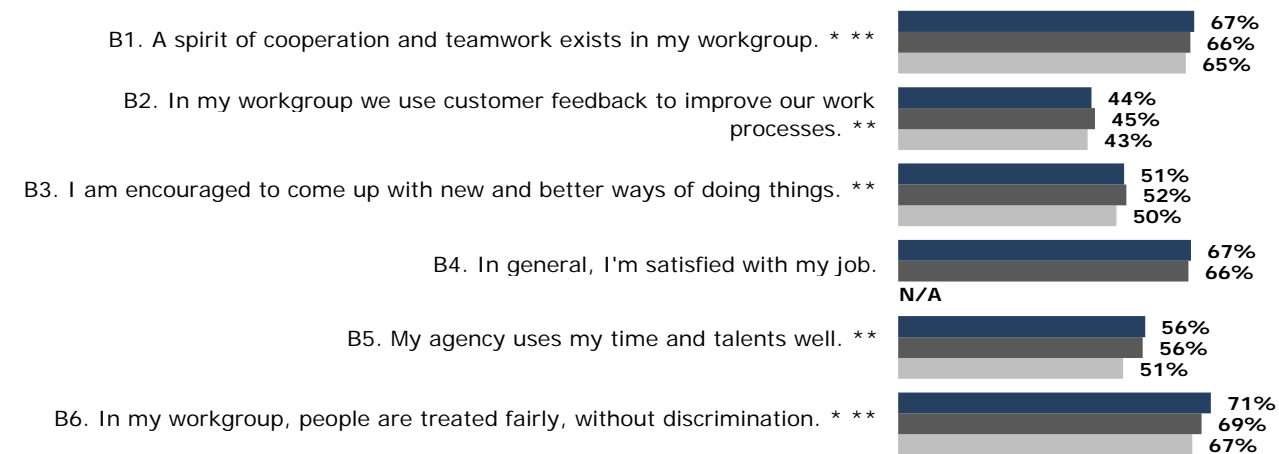 B1. A spirit of cooperation and teamwork exists in my workgroup. * **
67%
66%
65%
B2. In my workgroup we use customer feedback to improve our work
processes. **
44%
45%
43%
B3. I am encouraged to come up with new and better ways of doing things. **
51%
52%
50%
B4. In general, I'm satisfied with my job.
67%
66%
N/A
B5. My agency uses my time and talents well. **
56%
56%
51%
B6. In my workgroup, people are treated fairly, without discrimination. * **
71%
69%
67%